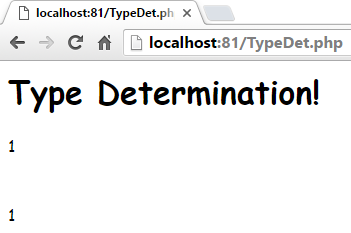 localhost:81/TypeDet.ph
localhost:81/TypeDet.php
Type Determination!
1
1